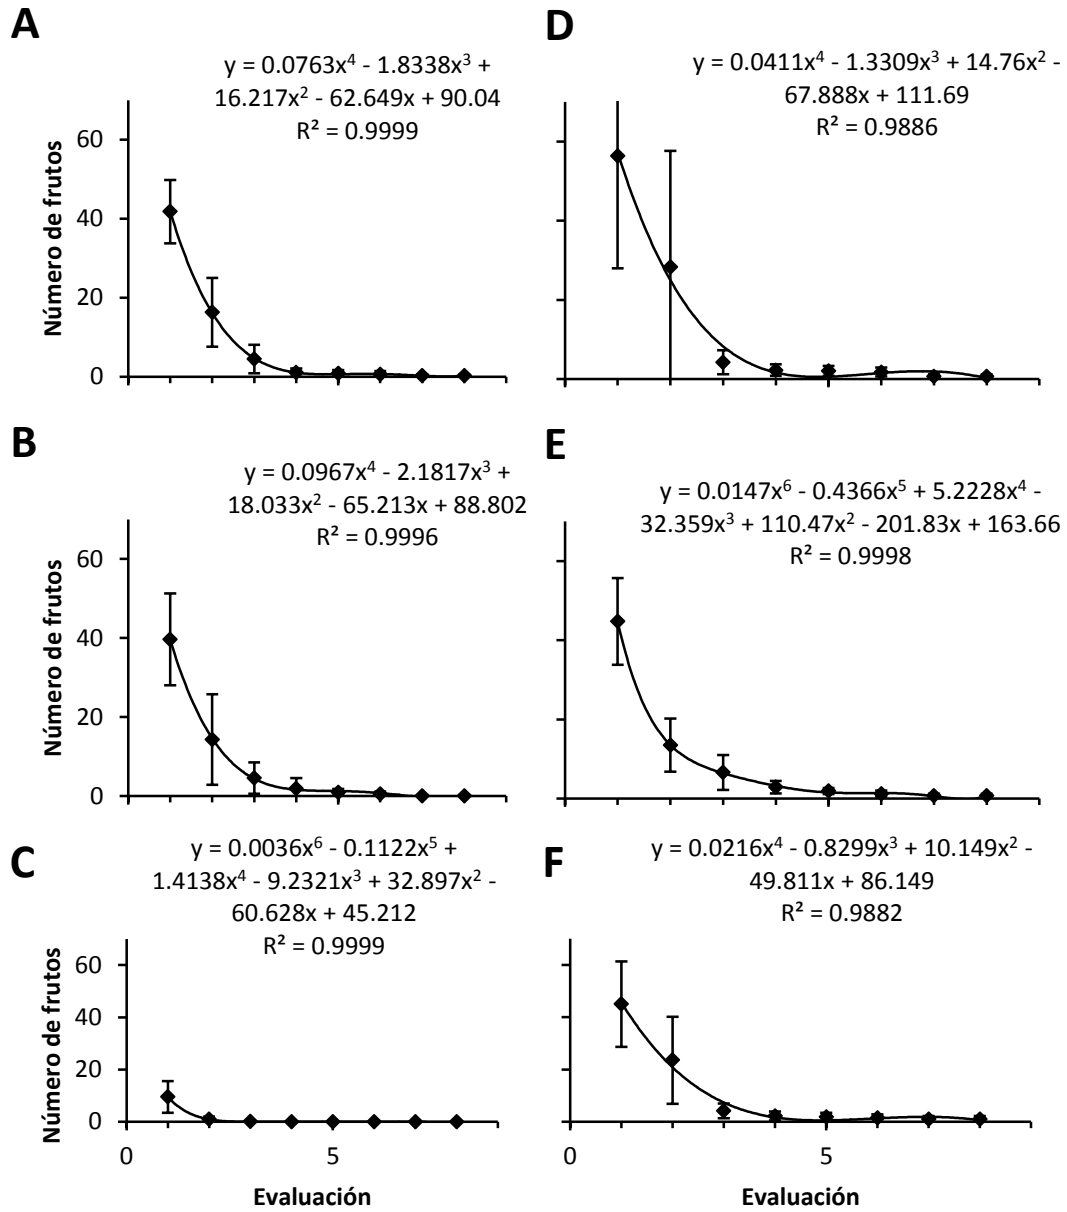 A
y = 0.0763x⁴ - 1.8338x³ +
16.217x² - 62.649x + 90.04
R² = 0.9999
60
40
20
0
Número de frutos
D
y = 0.0411x⁴ - 1.3309x³ + 14.76x² -
67.888x + 111.69
R² = 0.9886
B
y = 0.0967x⁴ - 2.1817x³ +
18.033x² - 65.213x + 88.802
R² = 0.9996
60
40
20
0
Número de frutos
E
y = 0.0147x⁶ - 0.4366x⁵ + 5.2228x⁴ -
32.359x³ + 110.47x² - 201.83x + 163.66
R² = 0.9998
C
y = 0.0036x⁶ - 0.1122x⁵ +
1.4138x⁴ - 9.2321x³ + 32.897x² -
60.628x + 45.212
R² = 0.9999
60
40
20
0
Número de frutos
0 5
Evaluación
F
y = 0.0216x⁴ - 0.8299x³ + 10.149x² -
49.811x + 86.149
R² = 0.9882
0 5
Evaluación